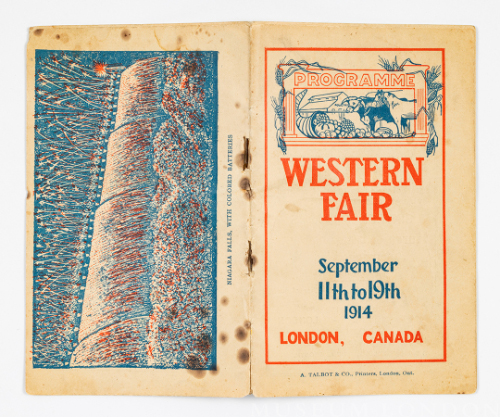 NIAGARA FALLS, WITH COLORED BATTERIES
PROGRAMME
WESTERN
FAIR
September
11th to 19th
1914
LONDON, CANADA
A. TALBOT & CO., Printers, London, Ont.